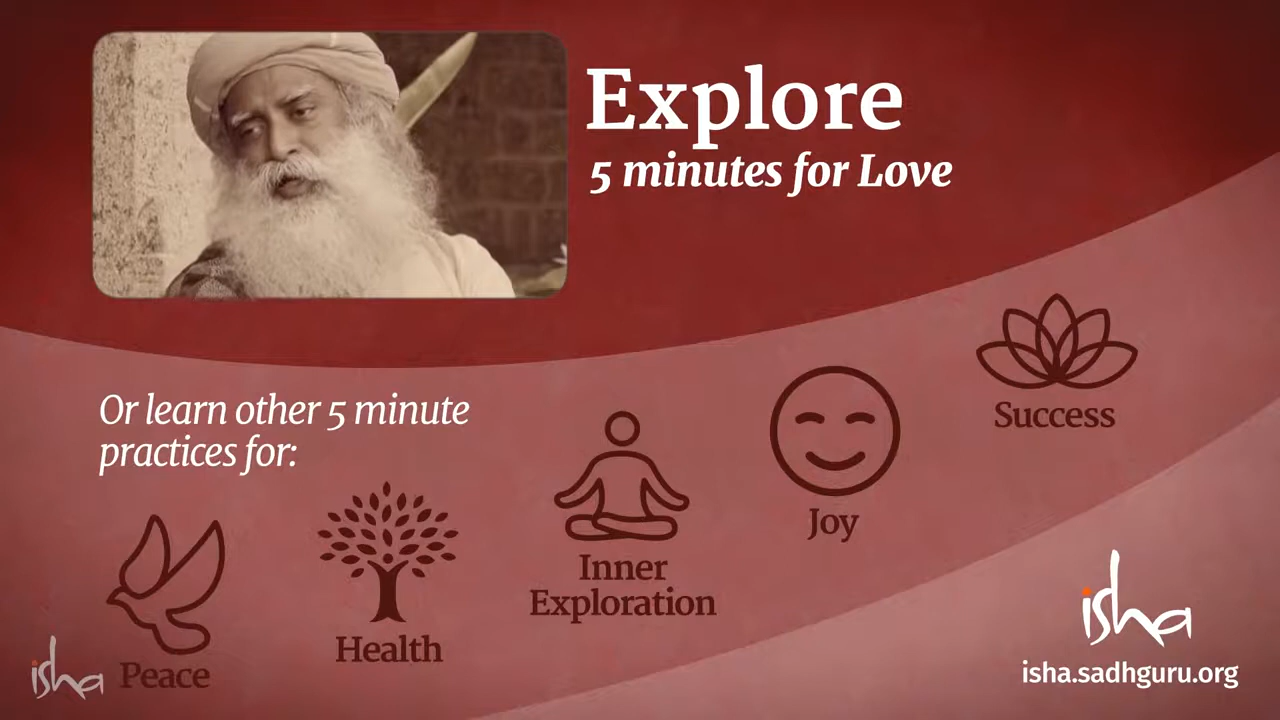 Explore
5 minutes for Love
Or learn other 5 minute
practices for:
Success
Joy
Inner
Exploration
Health
Peace
isha
isha
isha.sadhguru.org